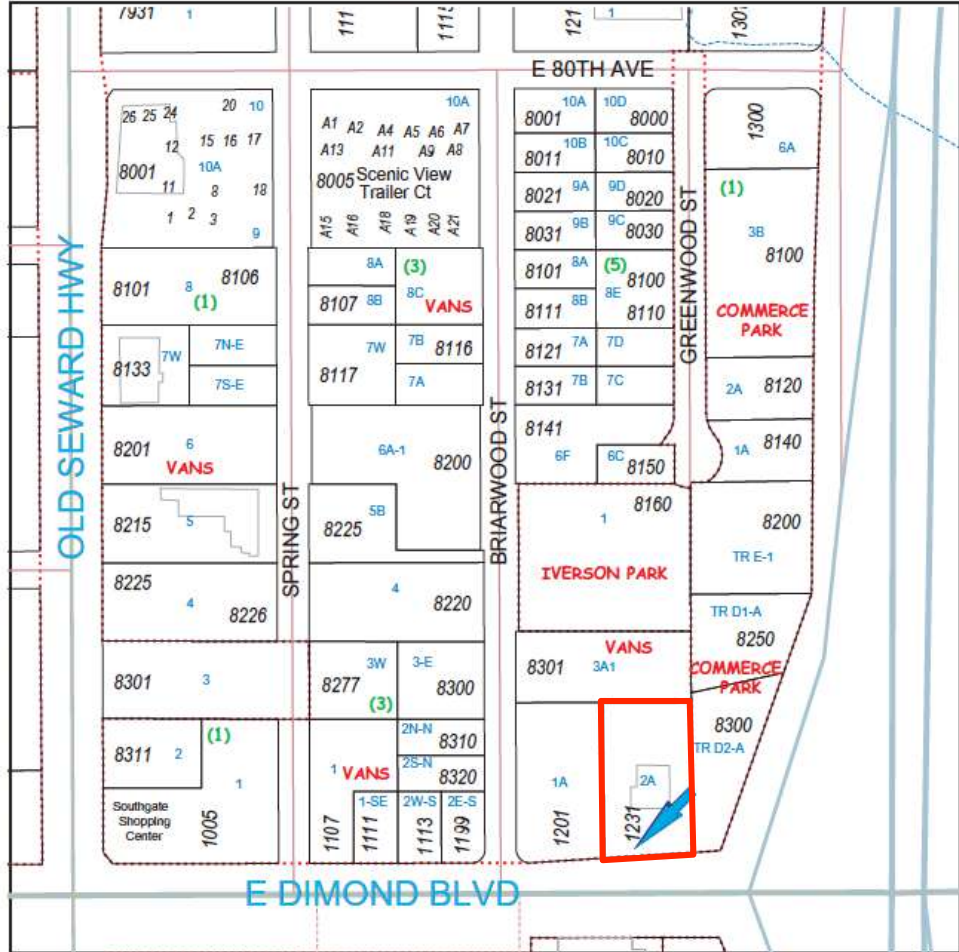 7931
1
111
1115
121
1
1301
E 80TH AVE
26 25 24
20
10
12
15 16 17
8001
10A
11
8
18
1 2 3
9
10A
A1 A2 A4 A5 A6 A7
A13 A11 A9 A8
8005 Scenic View
Trailer Ct
A15 A16 A18 A19 A20 A21
8001
10A
10D
8000
8011
10B
10C
8010
8021
9A
9D
8020
8031
9B
9C
8030
1300
6A
(1)
3B
8100
COMMERCE
PARK
8101
8
8106
(1)
8A
(3)
8107
8B
8C
VANS
8101
8A
(5)
8100
8111
8B
8E
8110
GREENWOOD ST
8133
7W
7N-E
7S-E
7W
7B
8116
8117
7A
8121
7A
7D
8131
7B
7C
2A
8120
OLD SEWARD HWY
8201
6
VANS
6A-1
8200
8141
6F
6C
8150
1A
8140
SPRING ST
BRIARWOOD ST
8215
5
8225
5B
1
8160
IVERSON PARK
8200
TR E-1
8225
4
8226
4
8220
TR D1-A
8250
COMMERCE
PARK
8301
3
3W
8277
(3)
3-E
8300
VANS
8301
3A1
8300
TR D2-A
8311
2
(1)
1
1005
Southgate
Shopping
Center
1
VANS
1107
2N-N
8310
2S-N
8320
1-SE
1111
2W-S
1113
2E-S
1199
1A
1201
2A
1231
E DIMOND BLVD